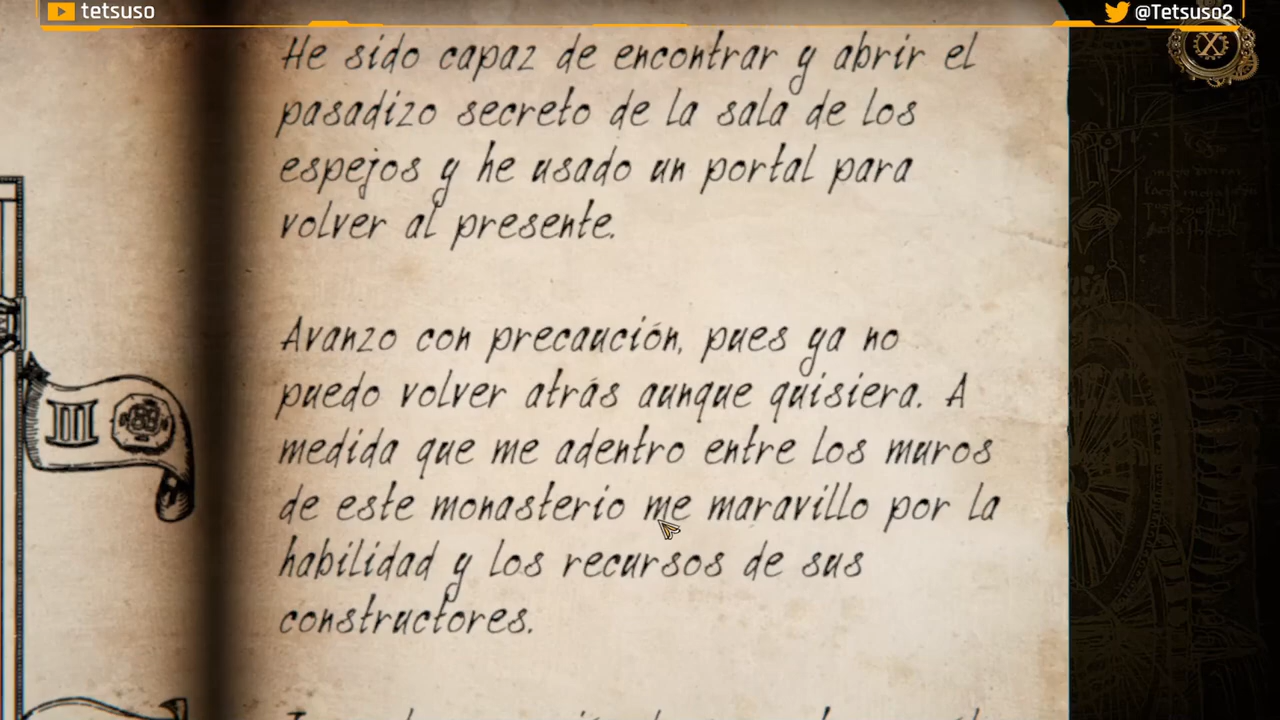 tetsuso
@Tetsuso2
He sido capaz de encontrar y abrir el
pasadizo secreto de la sala de los
espejos y he usado un portal para
volver al presente.
Avanzo con precaución, pues ya no
puedo volver atrás aunque quisiera. A
medida que me adentro entre los muros
de este monasterio me maravillo por la
habilidad y los recursos de sus
constructores.
III